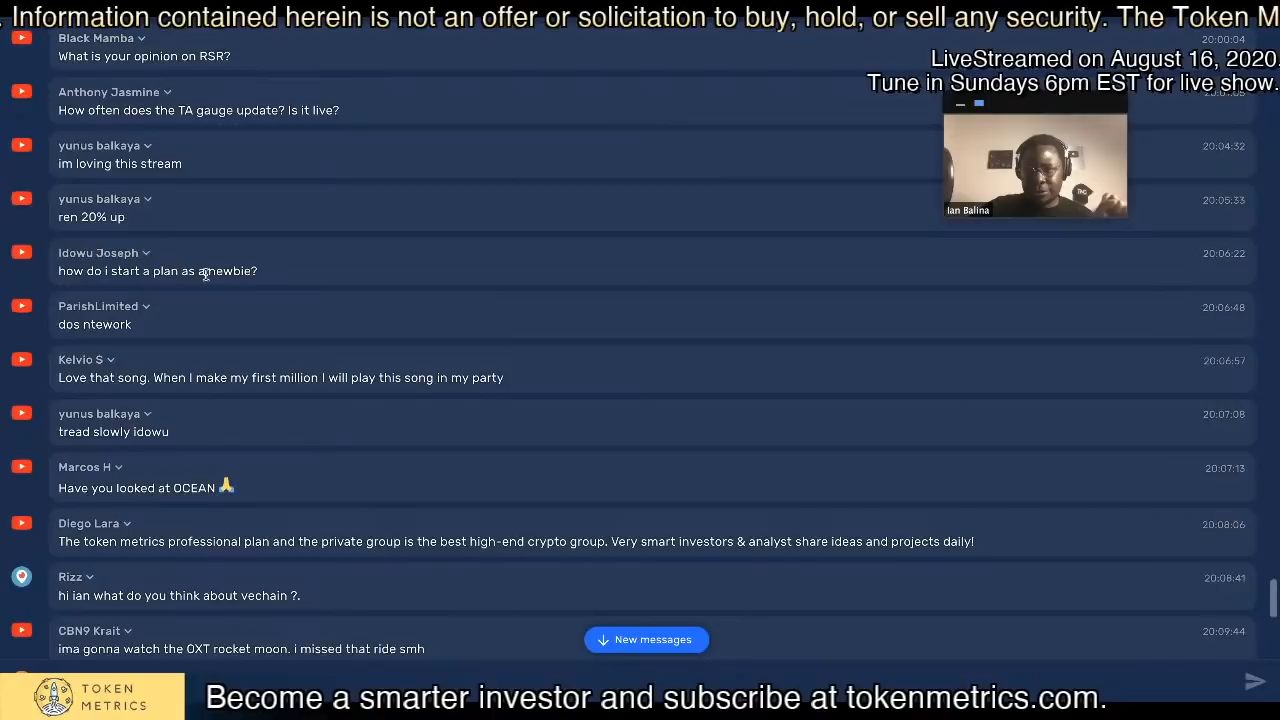 . Information contained herein is not an offer or solicitation to buy, hold, or sell any security. The Token M
Black Mamba
20:00:04
What is your opinion on RSR?
LiveStreamed on August 16, 2020.
Tune in Sundays 6pm EST for live show.
Anthony Jasmine
How often does the TA gauge update? Is it live?
yunus balkaya
20:04:32
im loving this stream
yunus balkaya
20:05:33
ren 20% up
Ian Balina
Idowu Joseph
20:06:22
how do i start a plan as a newbie?
ParishLimited
20:06:48
dos ntework
Kelvio S
20:06:57
Love that song. When I make my first million I will play this song in my party
yunus balkaya
20:07:08
tread slowly idowu
Marcos H
20:07:13
Have you looked at OCEAN 🙏
Diego Lara
20:08:06
The token metrics professional plan and the private group is the best high-end crypto group. Very smart investors & analyst share ideas and projects daily!
Rizz
20:08:41
hi ian what do you think about vechain ?.
CBN9 Krait
20:09:44
ima gonna watch the OXT rocket moon. i missed that ride smh
New messages
TOKEN
METRICS
Become a smarter investor and subscribe at tokenmetrics.com.